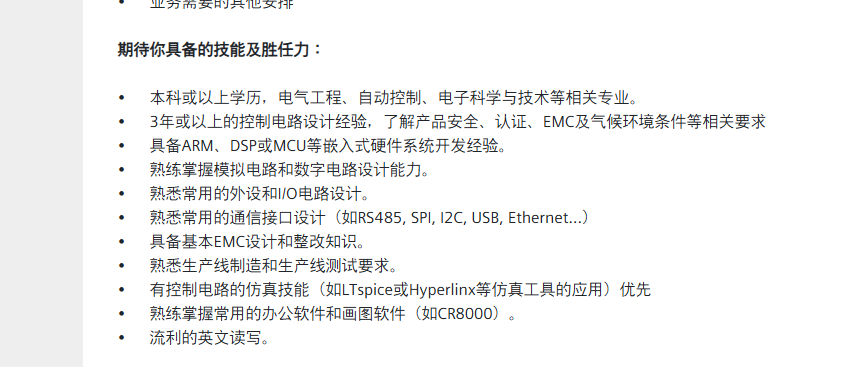 • 业务需要的其他安排
期待你具备的技能及胜任力：
• 本科或以上学历，电气工程、自动控制、电子科学与技术等相关专业。
• 3年或以上的控制电路设计经验，了解产品安全、认证、EMC及气候环境条件等相关要求
• 具备ARM、DSP或MCU等嵌入式硬件系统开发经验。
• 熟练掌握模拟电路和数字电路设计能力。
• 熟悉常用的外设和I/O电路设计。
• 熟悉常用的通信接口设计（如RS485, SPI, I2C, USB, Ethernet...）
• 具备基本EMC设计和整改知识。
• 熟悉生产线制造和生产线测试要求。
• 有控制电路的仿真技能（如LTspice或Hyperlinx等仿真工具的应用）优先
• 熟练掌握常用的办公软件和画图软件（如CR8000）。
• 流利的英文读写。